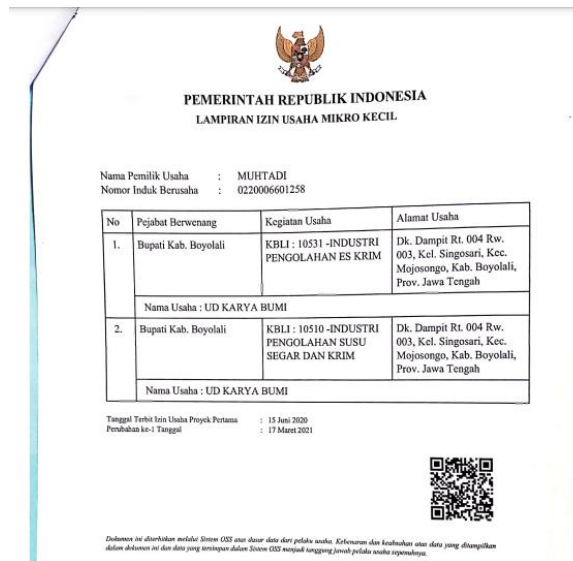 PEMERINTAH REPUBLIK INDONESIA
LAMPIRAN IZIN USAHA MIKRO KECIL
Nama Pemilik Usaha : MUHTADI
Nomor Induk Berusaha : 0220006601258
No Pejabat Berwenang Kegiatan Usaha Alamat Usaha
1. Bupati Kab. Boyolali KBLI : 10531 -INDUSTRI PENGOLAHAN ES KRIM Dk. Dampit Rt. 004 Rw. 003, Kel. Singosari, Kec. Mojosongo, Kab. Boyolali, Prov. Jawa Tengah
Nama Usaha : UD KARYA BUMI
2. Bupati Kab. Boyolali KBLI : 10510 -INDUSTRI PENGOLAHAN SUSU SEGAR DAN KRIM Dk. Dampit Rt. 004 Rw. 003, Kel. Singosari, Kec. Mojosongo, Kab. Boyolali, Prov. Jawa Tengah
Nama Usaha : UD KARYA BUMI
Tanggal Terbit Izin Usaha Proyek Pertama : 15 Juni 2020
Perubahan ke-1 Tanggal : 17 Maret 2021
Dokumen ini diterbitkan melalui Sistem OSS atas dasar data dari pelaku usaha. Kebenaran dan keabsahan atas data yang ditampilkan
dalam dokumen ini dan data yang tersimpan dalam Sistem OSS menjadi tanggung jawab pelaku usaha sepenuhnya.